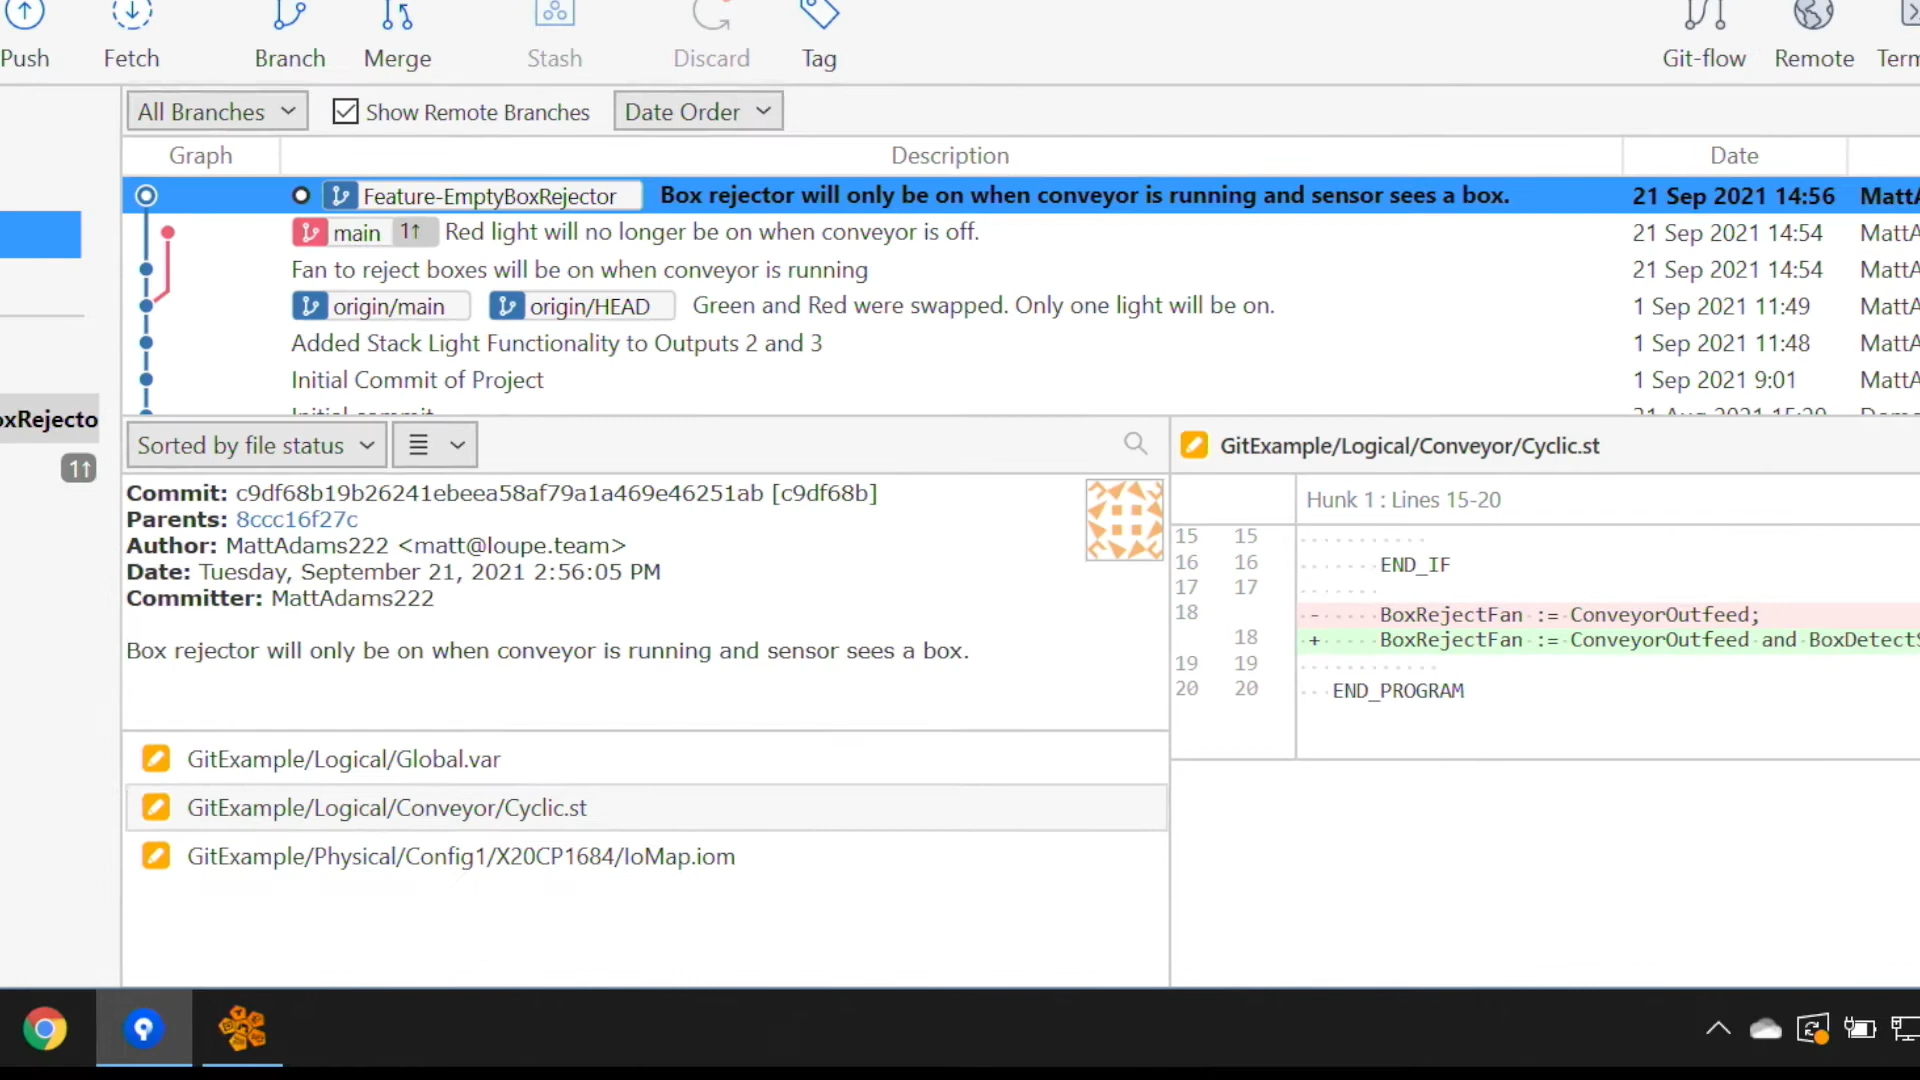 Push Fetch Branch Merge Stash Discard Tag Git-flow Remote
All Branches Show Remote Branches Date Order
Graph Description Date
Feature-EmptyBoxRejector Box rejector will only be on when conveyor is running and sensor sees a box. 21 Sep 2021 14:56
main 1↑ Red light will no longer be on when conveyor is off. 21 Sep 2021 14:54
Fan to reject boxes will be on when conveyor is running 21 Sep 2021 14:54
origin/main origin/HEAD Green and Red were swapped. Only one light will be on. 1 Sep 2021 11:49
Added Stack Light Functionality to Outputs 2 and 3 1 Sep 2021 11:48
Initial Commit of Project 1 Sep 2021 9:01
Initial commit
oxRejecto
1↑
Sorted by file status
Commit: c9df68b19b26241ebeea58af79a1a469e46251ab [c9df68b]
Parents: 8ccc16f27c
Author: MattAdams222 <matt@loupe.team>
Date: Tuesday, September 21, 2021 2:56:05 PM
Committer: MattAdams222
Box rejector will only be on when conveyor is running and sensor sees a box.
GitExample/Logical/Global.var
GitExample/Logical/Conveyor/Cyclic.st
GitExample/Physical/Config1/X20CP1684/IoMap.iom
GitExample/Logical/Conveyor/Cyclic.st
Hunk 1 : Lines 15-20
15 15
16 16 END_IF
17 17
18 - BoxRejectFan := ConveyorOutfeed;
18 + BoxRejectFan := ConveyorOutfeed and BoxDetectS
19 19
20 20 END_PROGRAM